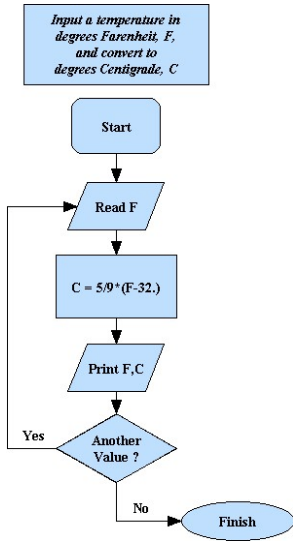 Input a temperature in
degrees Farenheit, F,
and convert to
degrees Centigrade, C
Start
Read F
C = 5/9*(F-32.)
Print F,C
Another
Value ?
Yes
No
Finish